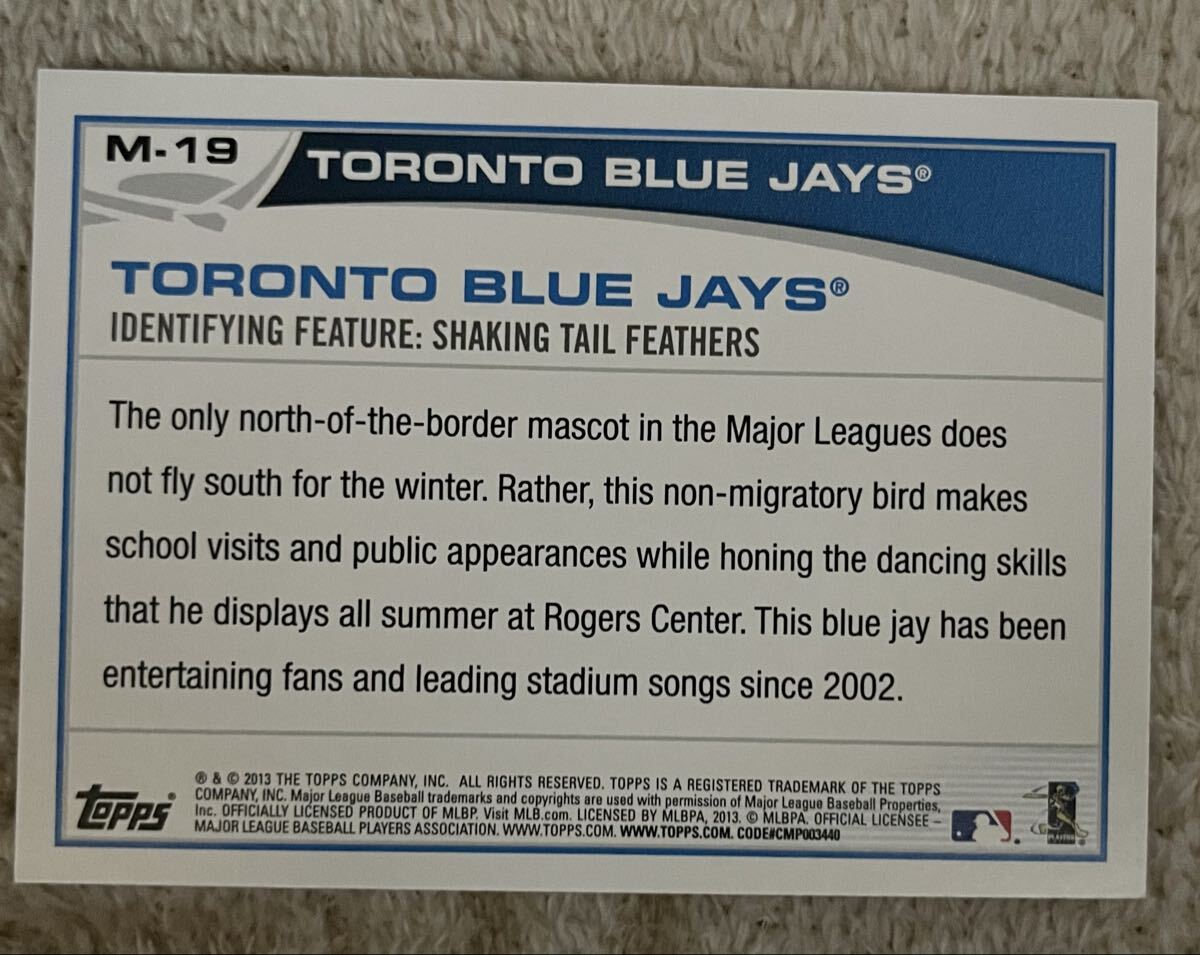 M-19
TORONTO BLUE JAYS®
TORONTO BLUE JAYS®
IDENTIFYING FEATURE: SHAKING TAIL FEATHERS
The only north-of-the-border mascot in the Major Leagues does
not fly south for the winter. Rather, this non-migratory bird makes
school visits and public appearances while honing the dancing skills
that he displays all summer at Rogers Center. This blue jay has been
entertaining fans and leading stadium songs since 2002.
topps®
® & © 2013 THE TOPPS COMPANY, INC. ALL RIGHTS RESERVED. TOPPS IS A REGISTERED TRADEMARK OF THE TOPPS
COMPANY, INC. Major League Baseball trademarks and copyrights are used with permission of Major League Baseball Properties,
Inc. OFFICIALLY LICENSED PRODUCT OF MLBP. Visit MLB.com. LICENSED BY MLBPA, 2013. © MLBPA. OFFICIAL LICENSEE –
MAJOR LEAGUE BASEBALL PLAYERS ASSOCIATION. WWW.TOPPS.COM. WWW.TOPPS.COM. CODE#CMP003440